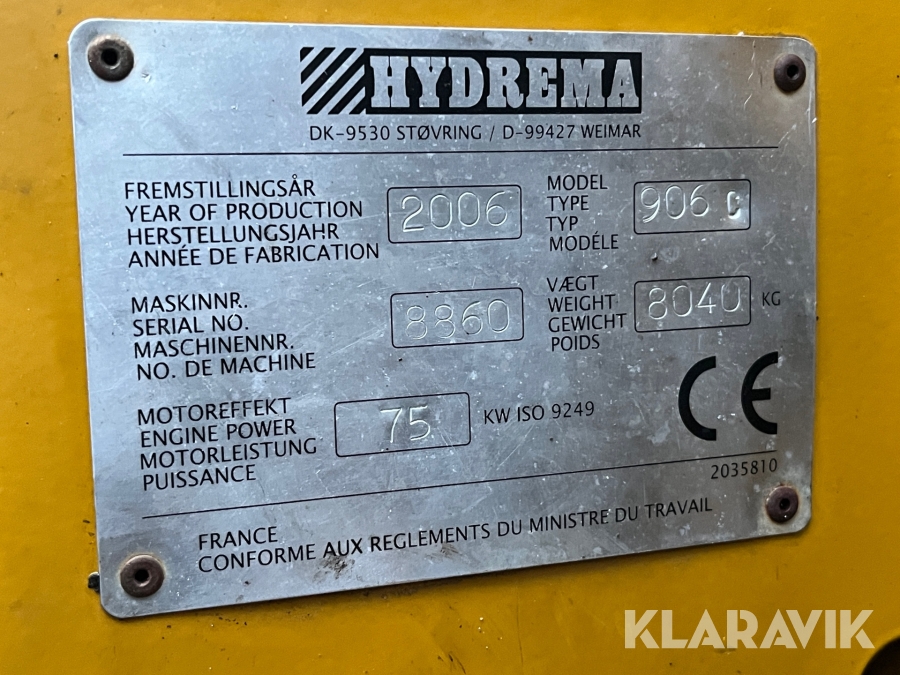 HYDREMA
DK-9530 STØVRING / D-99427 WEIMAR
FREMSTILLINGSÅR
YEAR OF PRODUCTION
HERSTELLUNGSJAHR
ANNÉE DE FABRICATION
2006
MODEL
TYPE
TYP
MODÉLE
906 C
MASKINNR.
SERIAL NO.
MASCHINENNR.
NO. DE MACHINE
8860
VÆGT
WEIGHT
GEWICHT
POIDS
8040 KG
MOTOREFFEKT
ENGINE POWER
MOTORLEISTUNG
PUISSANCE
75 KW ISO 9249
CE
2035810
FRANCE
CONFORME AUX REGLEMENTS DU MINISTRE DU TRAVAIL
KLARAVIK